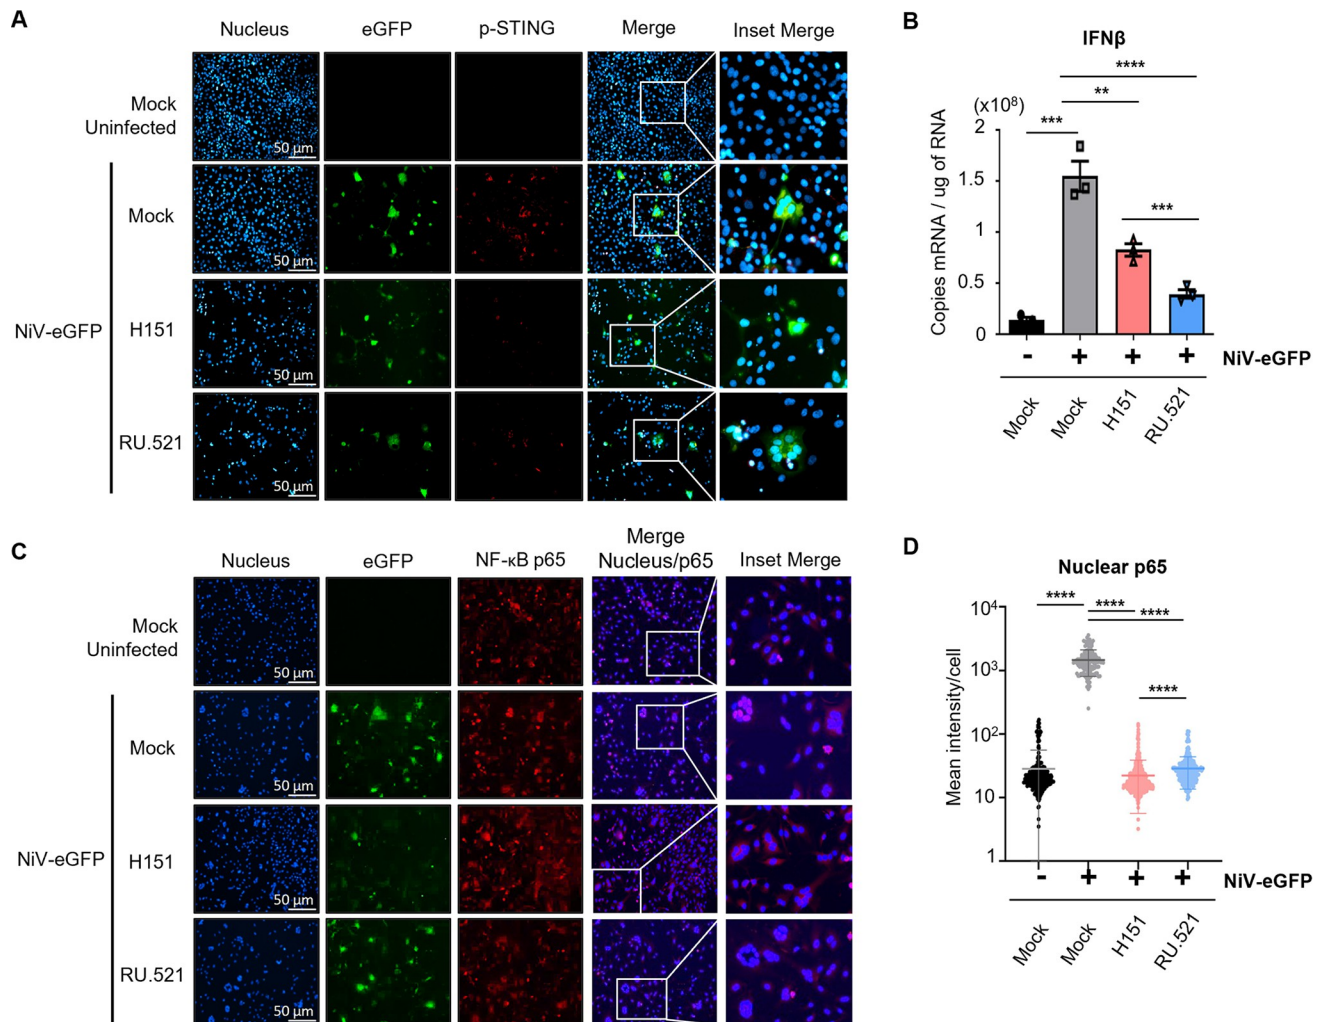 A
Nucleus eGFP p-STING Merge Inset Merge
Mock
Uninfected
50 µm
Mock
50 µm
NiV-eGFP
H151
50 µm
RU.521
50 µm
B
IFNβ
****
**
(x10⁸)
***
2
1.5
***
1
0.5
0
Copies mRNA / ug of RNA
- + + + NiV-eGFP
Mock Mock H151 RU.521
C
Nucleus eGFP NF-κB p65 Merge
Nucleus/p65 Inset Merge
Mock
Uninfected
50 µm
Mock
50 µm
NiV-eGFP
H151
50 µm
RU.521
50 µm
D
Nuclear p65
**** **** ****
10⁴
10³
****
10²
10
1
Mean intensity/cell
- + + + NiV-eGFP
Mock Mock H151 RU.521